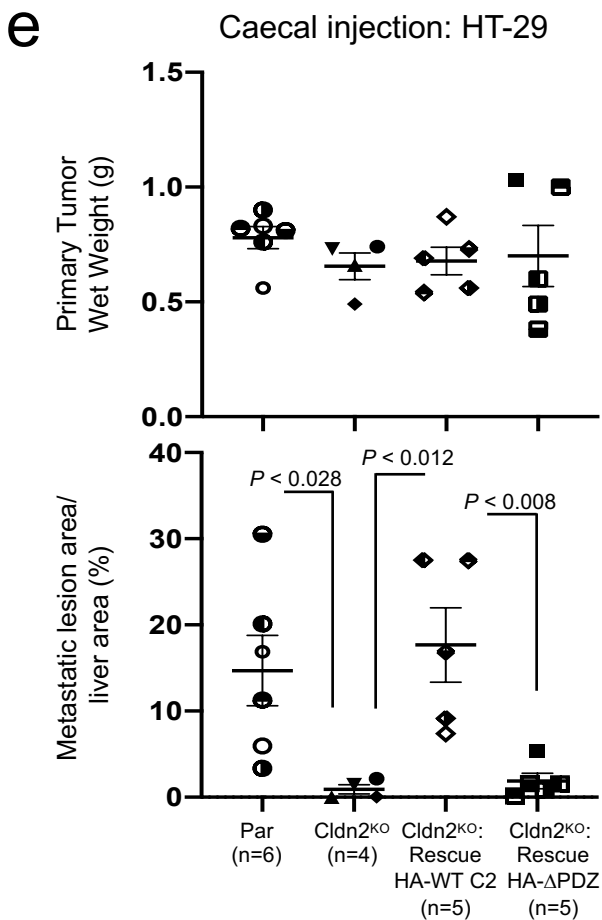 e
Caecal injection: HT-29
Primary Tumor
Wet Weight (g)
1.5
1.0
0.5
0.0
Metastatic lesion area/
liver area (%)
40
30
20
10
0
P < 0.028
P < 0.012
P < 0.008
Par
(n=6)
Cldn2KO
(n=4)
Cldn2KO:
Rescue
HA-WT C2
(n=5)
Cldn2KO:
Rescue
HA-ΔPDZ
(n=5)